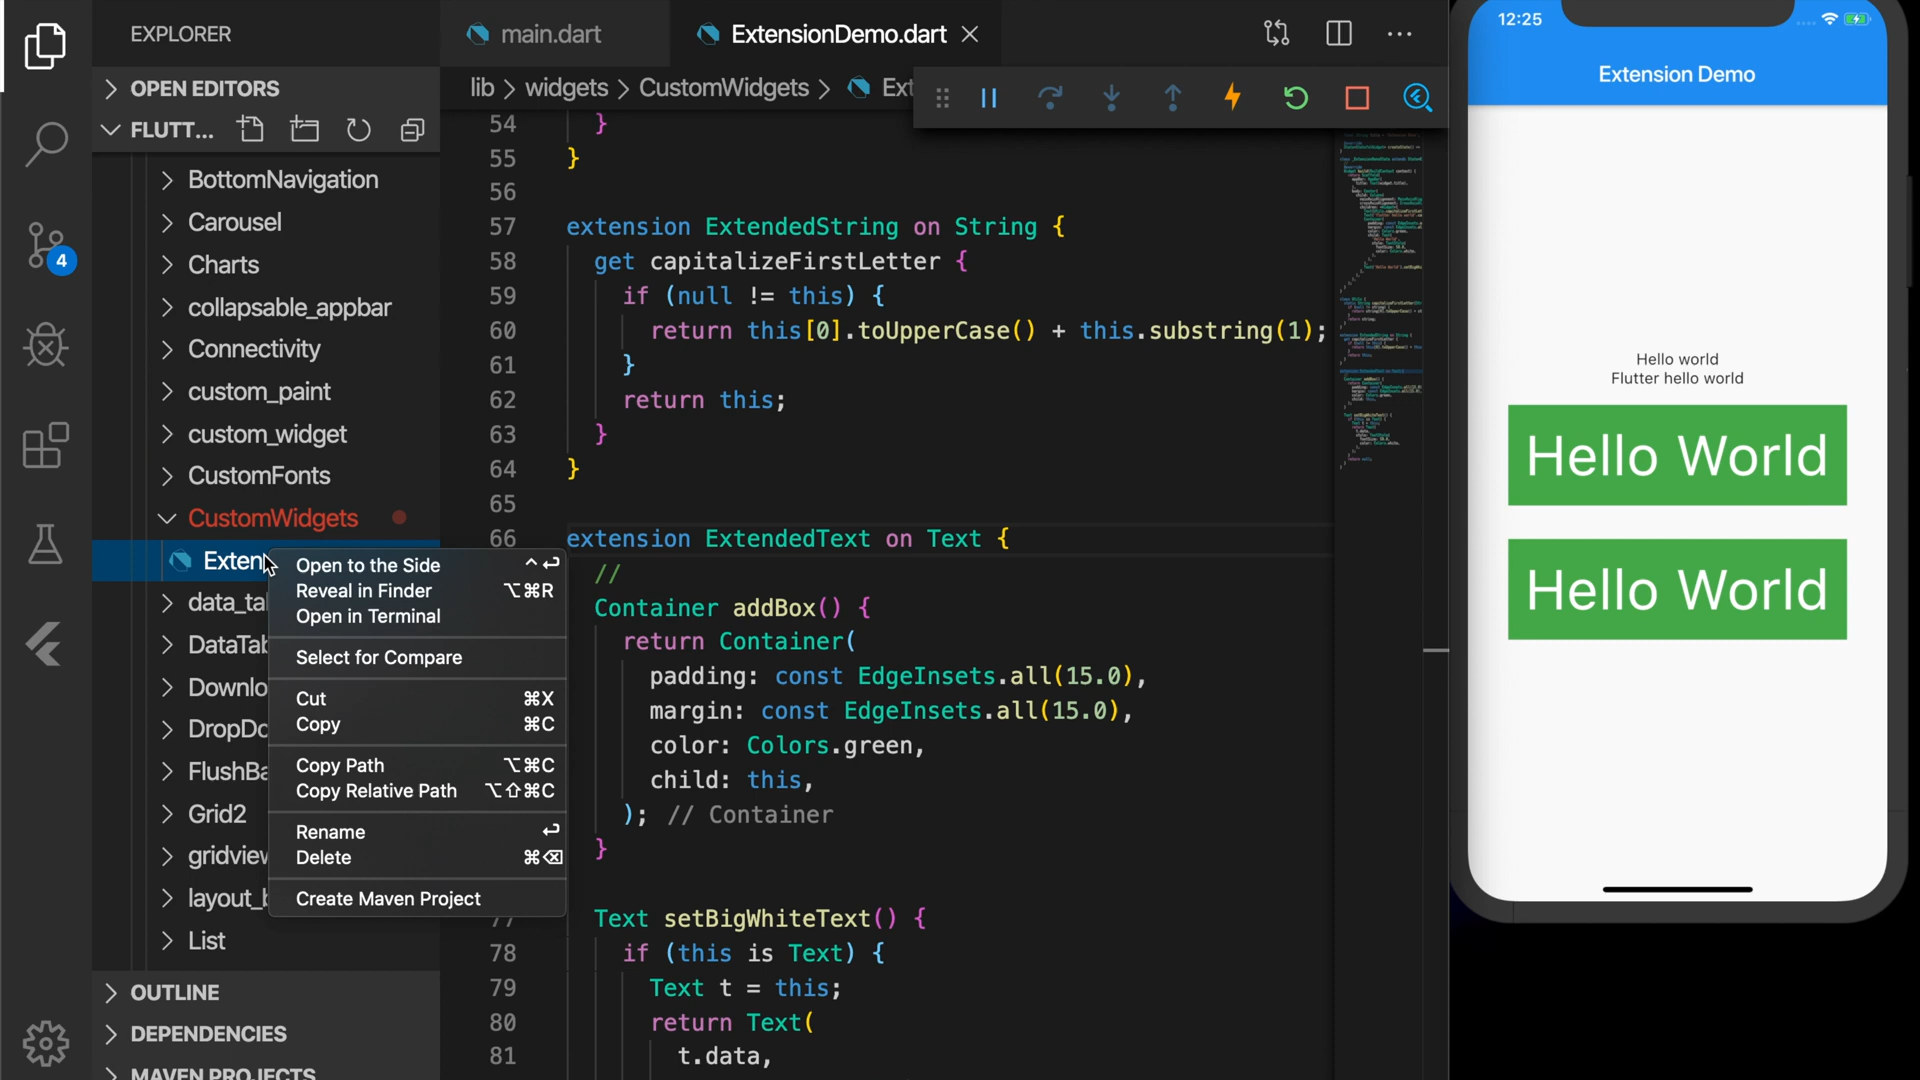 EXPLORER
OPEN EDITORS
FLUTT...
BottomNavigation
Carousel
Charts
collapsable_appbar
Connectivity
custom_paint
custom_widget
CustomFonts
CustomWidgets
Exten
data_ta
DataTab
Downlo
DropDo
FlushBa
Grid2
gridview
layout_b
List
OUTLINE
DEPENDENCIES
MAVEN PROJECTS
4
Open to the Side ^↩
Reveal in Finder ⌥⌘R
Open in Terminal
Select for Compare
Cut ⌘X
Copy ⌘C
Copy Path ⌥⌘C
Copy Relative Path ⌥⇧⌘C
Rename ↩
Delete ⌘⌫
Create Maven Project
main.dart
ExtensionDemo.dart
lib > widgets > CustomWidgets > Ext
54 }
55 }
56
57 extension ExtendedString on String {
58 get capitalizeFirstLetter {
59 if (null != this) {
60 return this[0].toUpperCase() + this.substring(1);
61 }
62 return this;
63 }
64 }
65
66 extension ExtendedText on Text {
//
Container addBox() {
return Container(
padding: const EdgeInsets.all(15.0),
margin: const EdgeInsets.all(15.0),
color: Colors.green,
child: this,
); // Container
}
77 Text setBigWhiteText() {
78 if (this is Text) {
79 Text t = this;
80 return Text(
81 t.data,
12:25
Extension Demo
Hello world
Flutter hello world
Hello World
Hello World